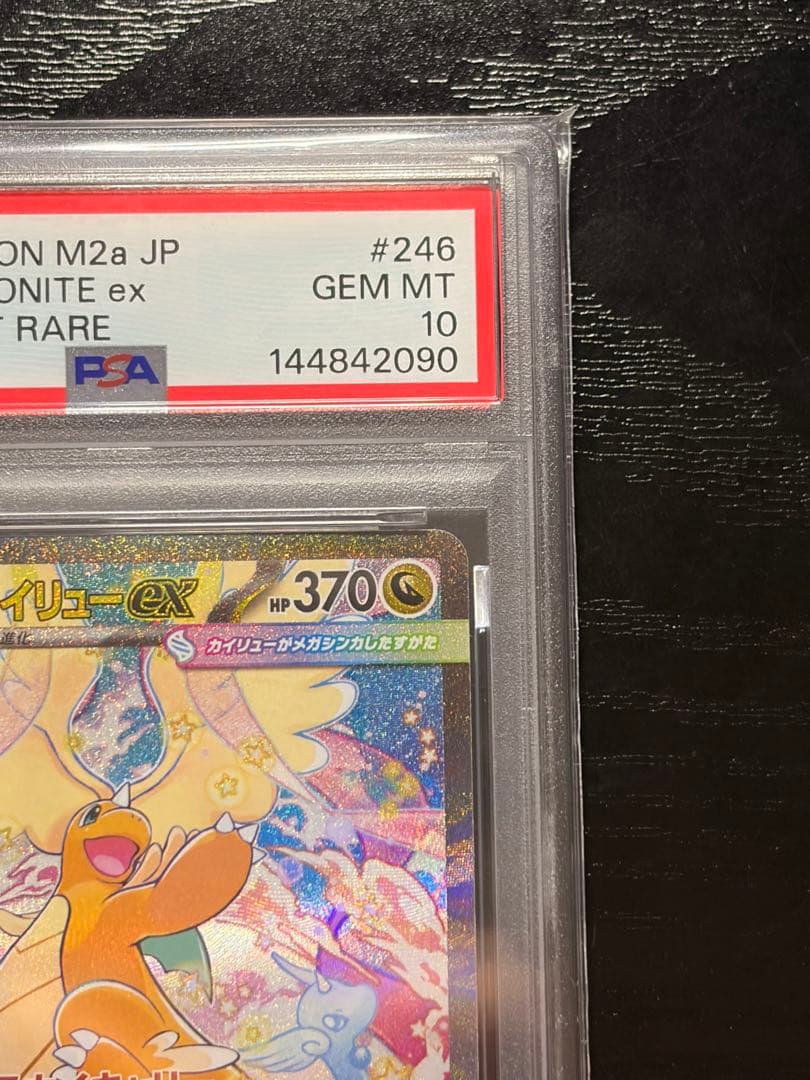 ON M2a JP #246
ONITE ex GEM MT
RARE 10
PSA 144842090
イリューex HP370
進化
カイリューがメガシンカしたすがた